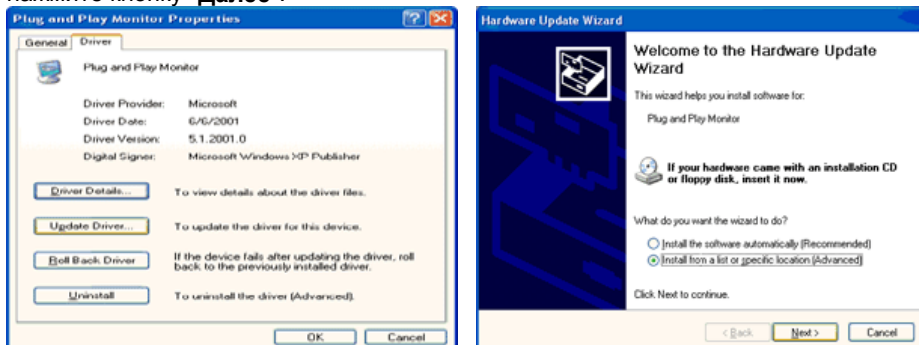 нажмите кнопку "Далее".
Plug and Play Monitor Properties
General Driver
Plug and Play Monitor
Driver Provider: Microsoft
Driver Date: 6/6/2001
Driver Version: 5.1.2001.0
Digital Signer: Microsoft Windows XP Publisher
Driver Details... To view details about the driver files.
Update Driver... To update the driver for this device.
Roll Back Driver If the device fails after updating the driver, roll
back to the previously installed driver.
Uninstall To uninstall the driver (Advanced).
OK Cancel
Hardware Update Wizard
Welcome to the Hardware Update
Wizard
This wizard helps you install software for:
Plug and Play Monitor
If your hardware came with an installation CD
or floppy disk, insert it now.
What do you want the wizard to do?
Install the software automatically (Recommended)
Install from a list or specific location (Advanced)
Click Next to continue.
< Back Next > Cancel